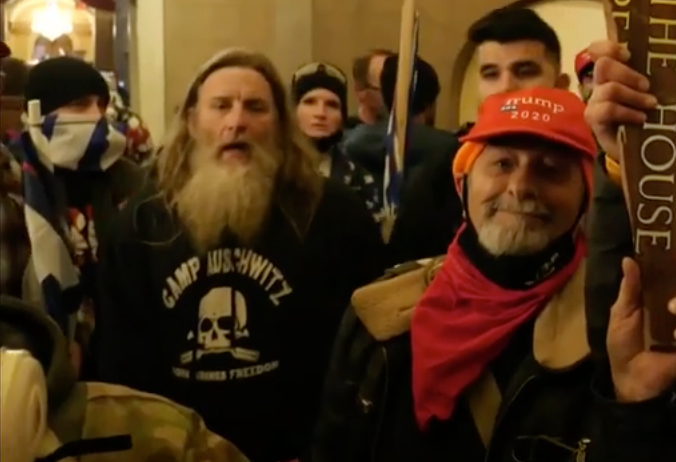 CAMP AUSCHWITZ
Trump
2020
THE HOUSE
FREEDOM